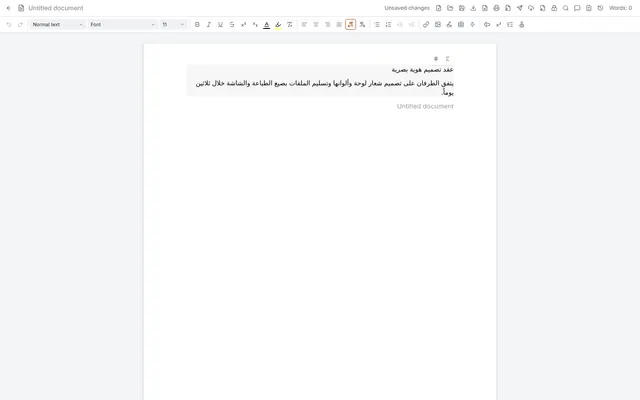 Untitled document
Unsaved changes
Words: 0
Normal text
Font
11
عقد تصميم هوية بصرية
يتفق الطرفان على تصميم شعار لوحة وألوانها وتسليم الملفات بصيغ الطباعة والشاشة خلال ثلاثين
يوماً.
Untitled document